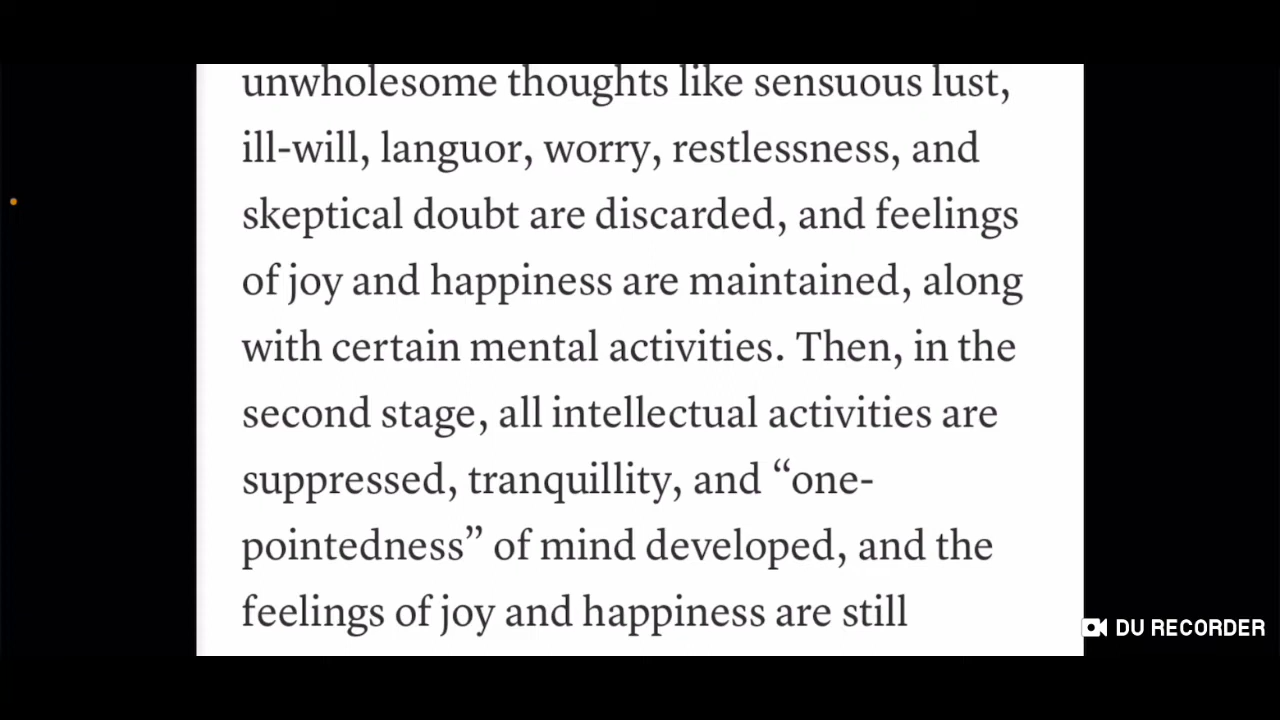 unwholesome thoughts like sensuous lust,
ill-will, languor, worry, restlessness, and
skeptical doubt are discarded, and feelings
of joy and happiness are maintained, along
with certain mental activities. Then, in the
second stage, all intellectual activities are
suppressed, tranquillity, and “one-
pointedness” of mind developed, and the
feelings of joy and happiness are still
DU RECORDER